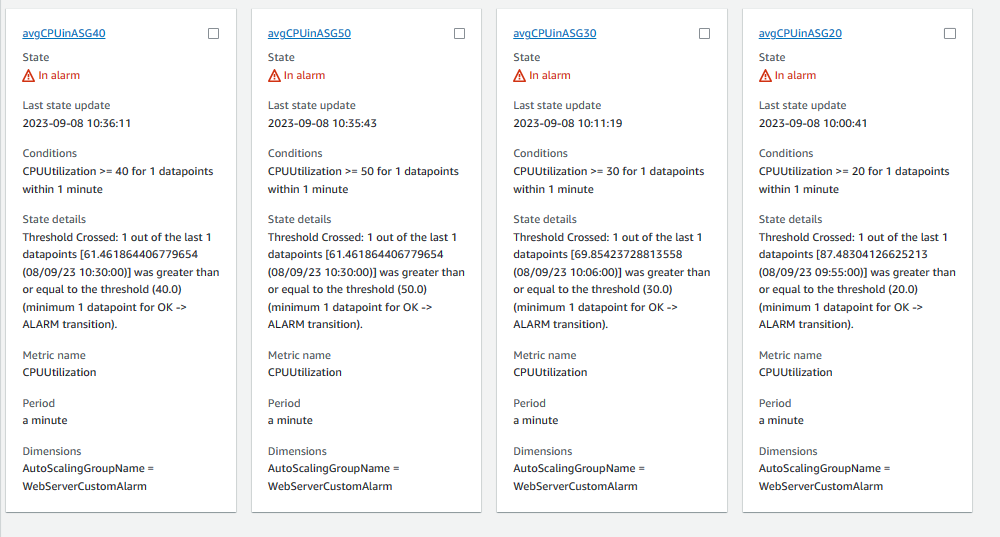 avgCPUinASG40
State
In alarm
Last state update
2023-09-08 10:36:11
Conditions
CPUUtilization >= 40 for 1 datapoints
within 1 minute
State details
Threshold Crossed: 1 out of the last 1
datapoints [61.461864406779654
(08/09/23 10:30:00)] was greater than
or equal to the threshold (40.0)
(minimum 1 datapoint for OK ->
ALARM transition).
Metric name
CPUUtilization
Period
a minute
Dimensions
AutoScalingGroupName =
WebServerCustomAlarm
avgCPUinASG50
State
In alarm
Last state update
2023-09-08 10:35:43
Conditions
CPUUtilization >= 50 for 1 datapoints
within 1 minute
State details
Threshold Crossed: 1 out of the last 1
datapoints [61.461864406779654
(08/09/23 10:30:00)] was greater than
or equal to the threshold (50.0)
(minimum 1 datapoint for OK ->
ALARM transition).
Metric name
CPUUtilization
Period
a minute
Dimensions
AutoScalingGroupName =
WebServerCustomAlarm
avgCPUinASG30
State
In alarm
Last state update
2023-09-08 10:11:19
Conditions
CPUUtilization >= 30 for 1 datapoints
within 1 minute
State details
Threshold Crossed: 1 out of the last 1
datapoints [69.85423728813558
(08/09/23 10:06:00)] was greater than
or equal to the threshold (30.0)
(minimum 1 datapoint for OK ->
ALARM transition).
Metric name
CPUUtilization
Period
a minute
Dimensions
AutoScalingGroupName =
WebServerCustomAlarm
avgCPUinASG20
State
In alarm
Last state update
2023-09-08 10:00:41
Conditions
CPUUtilization >= 20 for 1 datapoints
within 1 minute
State details
Threshold Crossed: 1 out of the last 1
datapoints [87.48304126625213
(08/09/23 09:55:00)] was greater than
or equal to the threshold (20.0)
(minimum 1 datapoint for OK ->
ALARM transition).
Metric name
CPUUtilization
Period
a minute
Dimensions
AutoScalingGroupName =
WebServerCustomAlarm